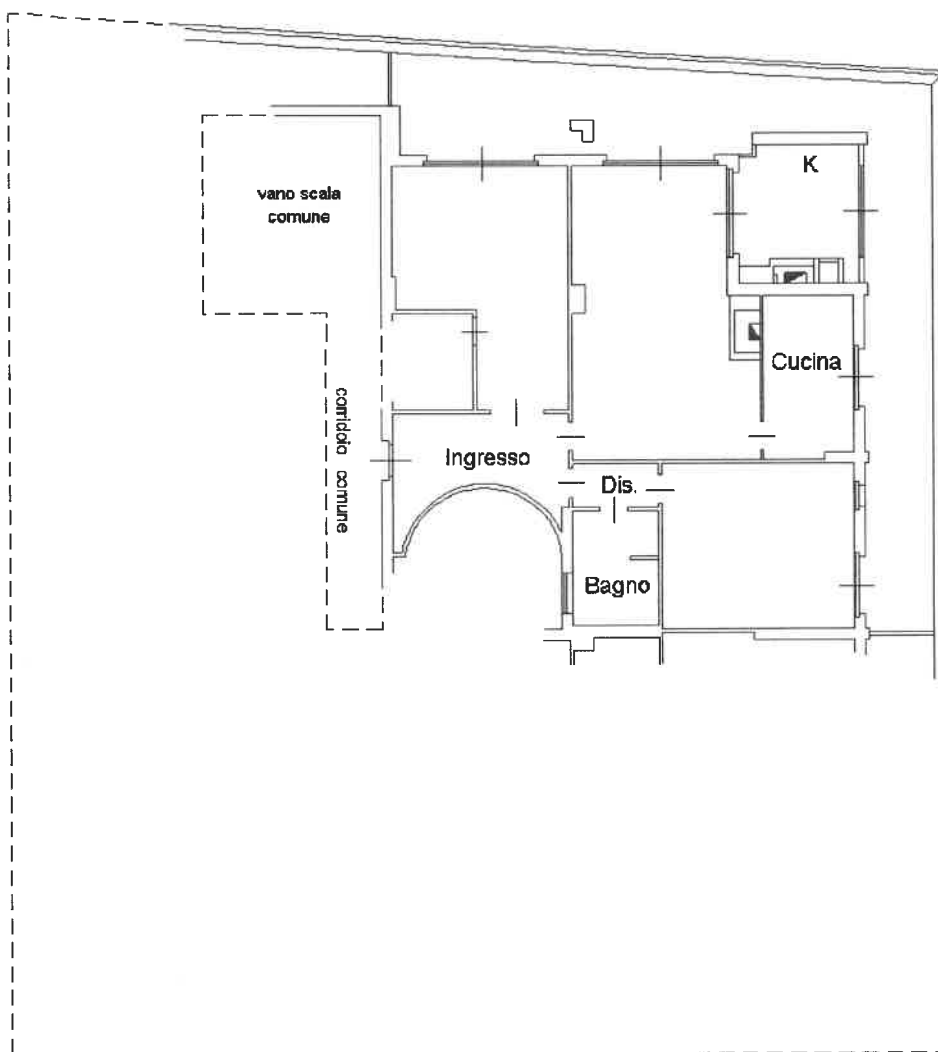 K
vano scala
comune
Cucina
corridoio comune
Ingresso
Dis.
Bagno